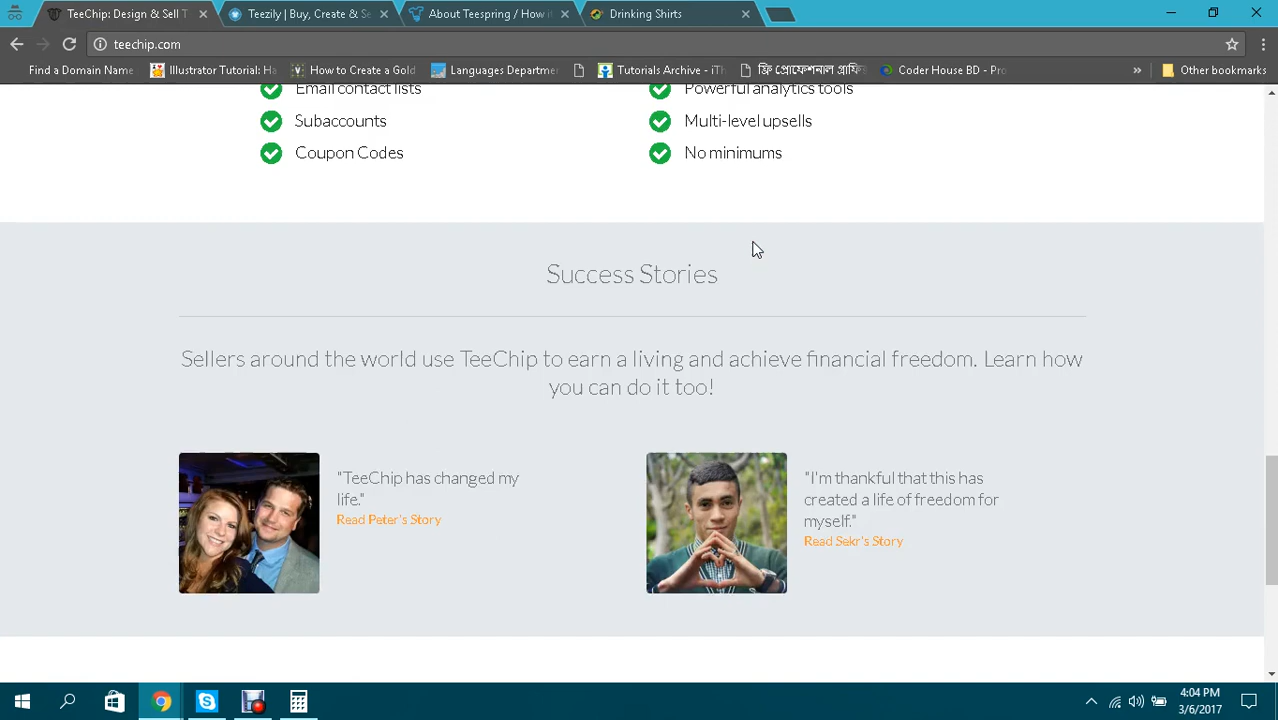 TeeChip: Design & Sell T
Teezily | Buy, Create & Se
About Teespring / How i
Drinking Shirts
teechip.com
Find a Domain Name
Illustrator Tutorial: Ha
How to Create a Gold
Languages Departme
Tutorials Archive - iTh
ফ্রি প্রোফেশনাল গ্রাফি
Coder House BD - Pro
»
Other bookmarks
Email contact lists
Powerful analytics tools
Subaccounts
Multi-level upsells
Coupon Codes
No minimums
Success Stories
Sellers around the world use TeeChip to earn a living and achieve financial freedom. Learn how
you can do it too!
"TeeChip has changed my
life."
Read Peter's Story
"I'm thankful that this has
created a life of freedom for
myself."
Read Sekr's Story
4:04 PM
3/6/2017